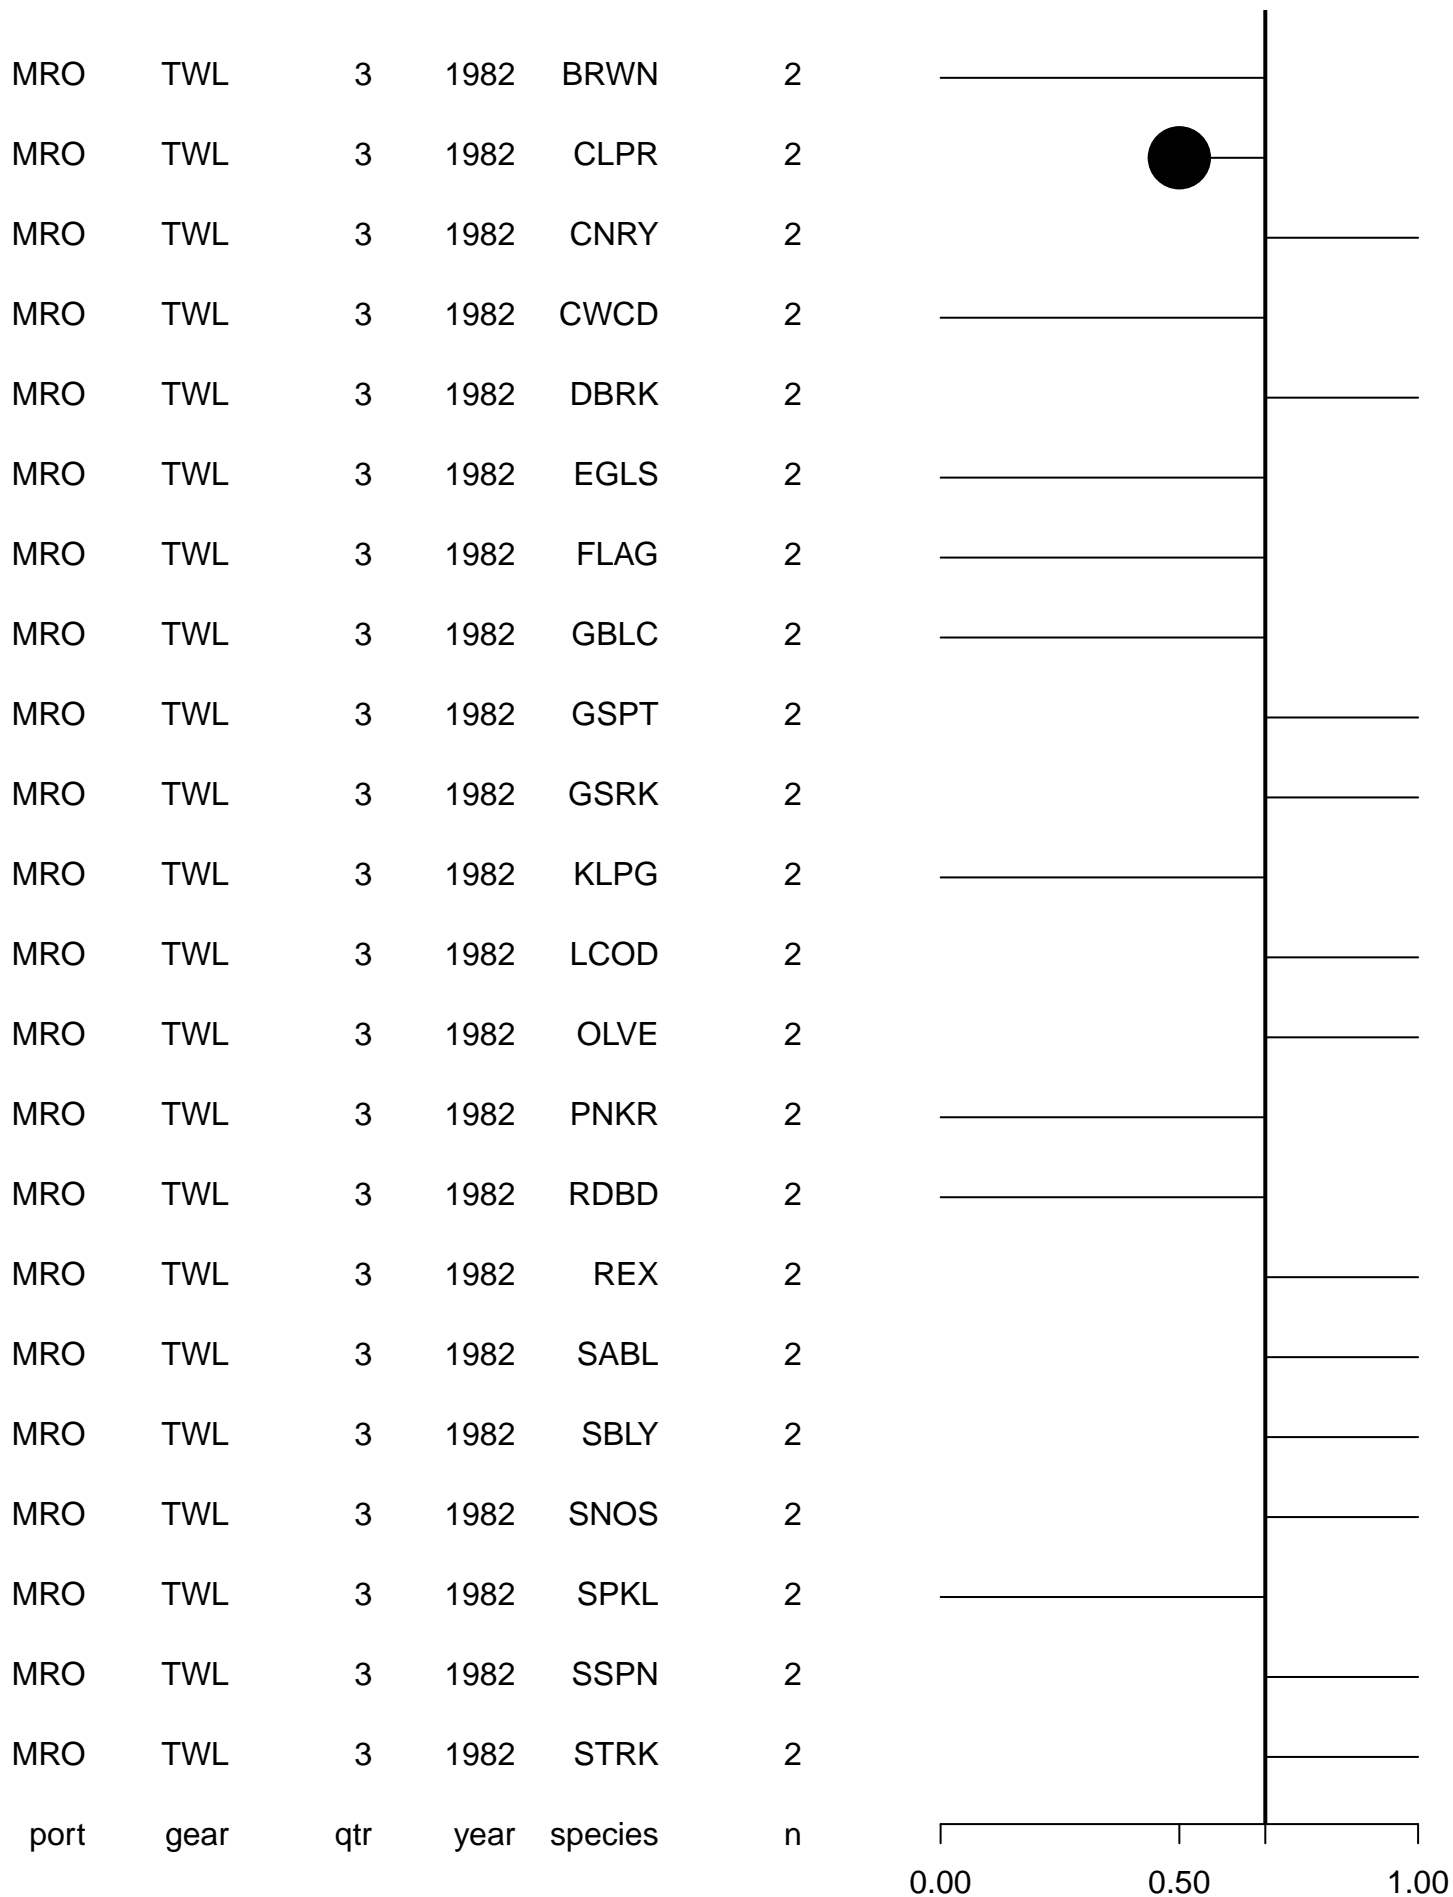 MRO TWL 3 1982 BRWN 2
MRO TWL 3 1982 CLPR 2
MRO TWL 3 1982 CNRY 2
MRO TWL 3 1982 CWCD 2
MRO TWL 3 1982 DBRK 2
MRO TWL 3 1982 EGLS 2
MRO TWL 3 1982 FLAG 2
MRO TWL 3 1982 GBLC 2
MRO TWL 3 1982 GSPT 2
MRO TWL 3 1982 GSRK 2
MRO TWL 3 1982 KLPG 2
MRO TWL 3 1982 LCOD 2
MRO TWL 3 1982 OLVE 2
MRO TWL 3 1982 PNKR 2
MRO TWL 3 1982 RDBD 2
MRO TWL 3 1982 REX 2
MRO TWL 3 1982 SABL 2
MRO TWL 3 1982 SBLY 2
MRO TWL 3 1982 SNOS 2
MRO TWL 3 1982 SPKL 2
MRO TWL 3 1982 SSPN 2
MRO TWL 3 1982 STRK 2
port gear qtr year species n
0.00 0.50 1.00